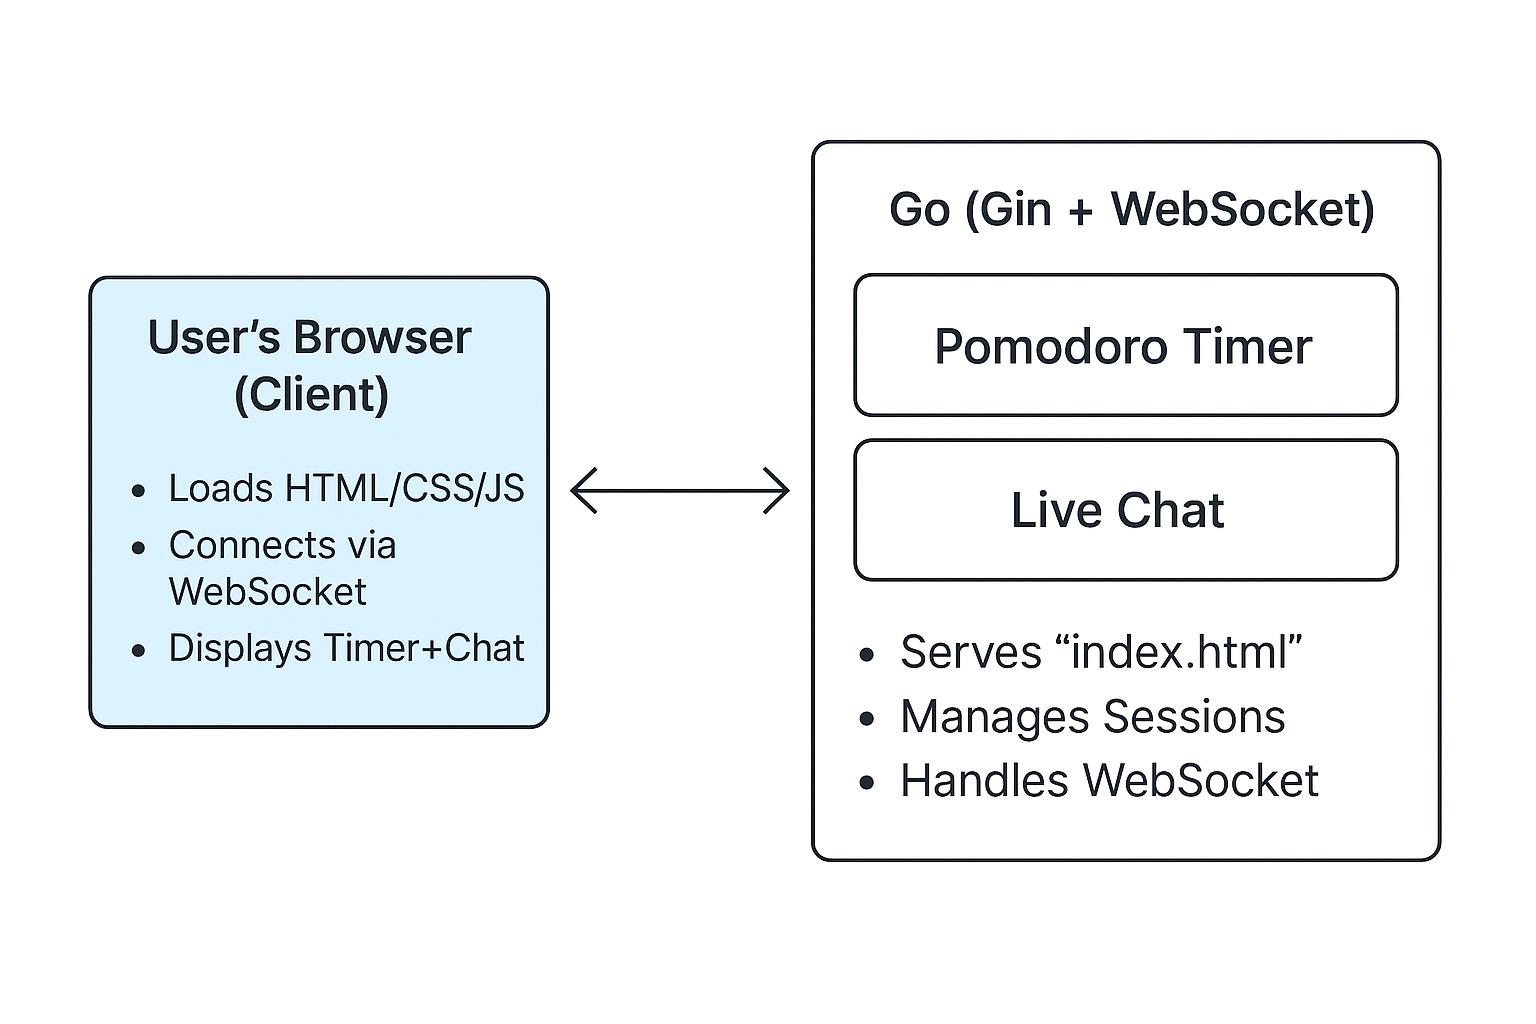 User’s Browser
(Client)
• Loads HTML/CSS/JS
• Connects via
WebSocket
• Displays Timer+Chat
Go (Gin + WebSocket)
Pomodoro Timer
Live Chat
• Serves “index.html”
• Manages Sessions
• Handles WebSocket